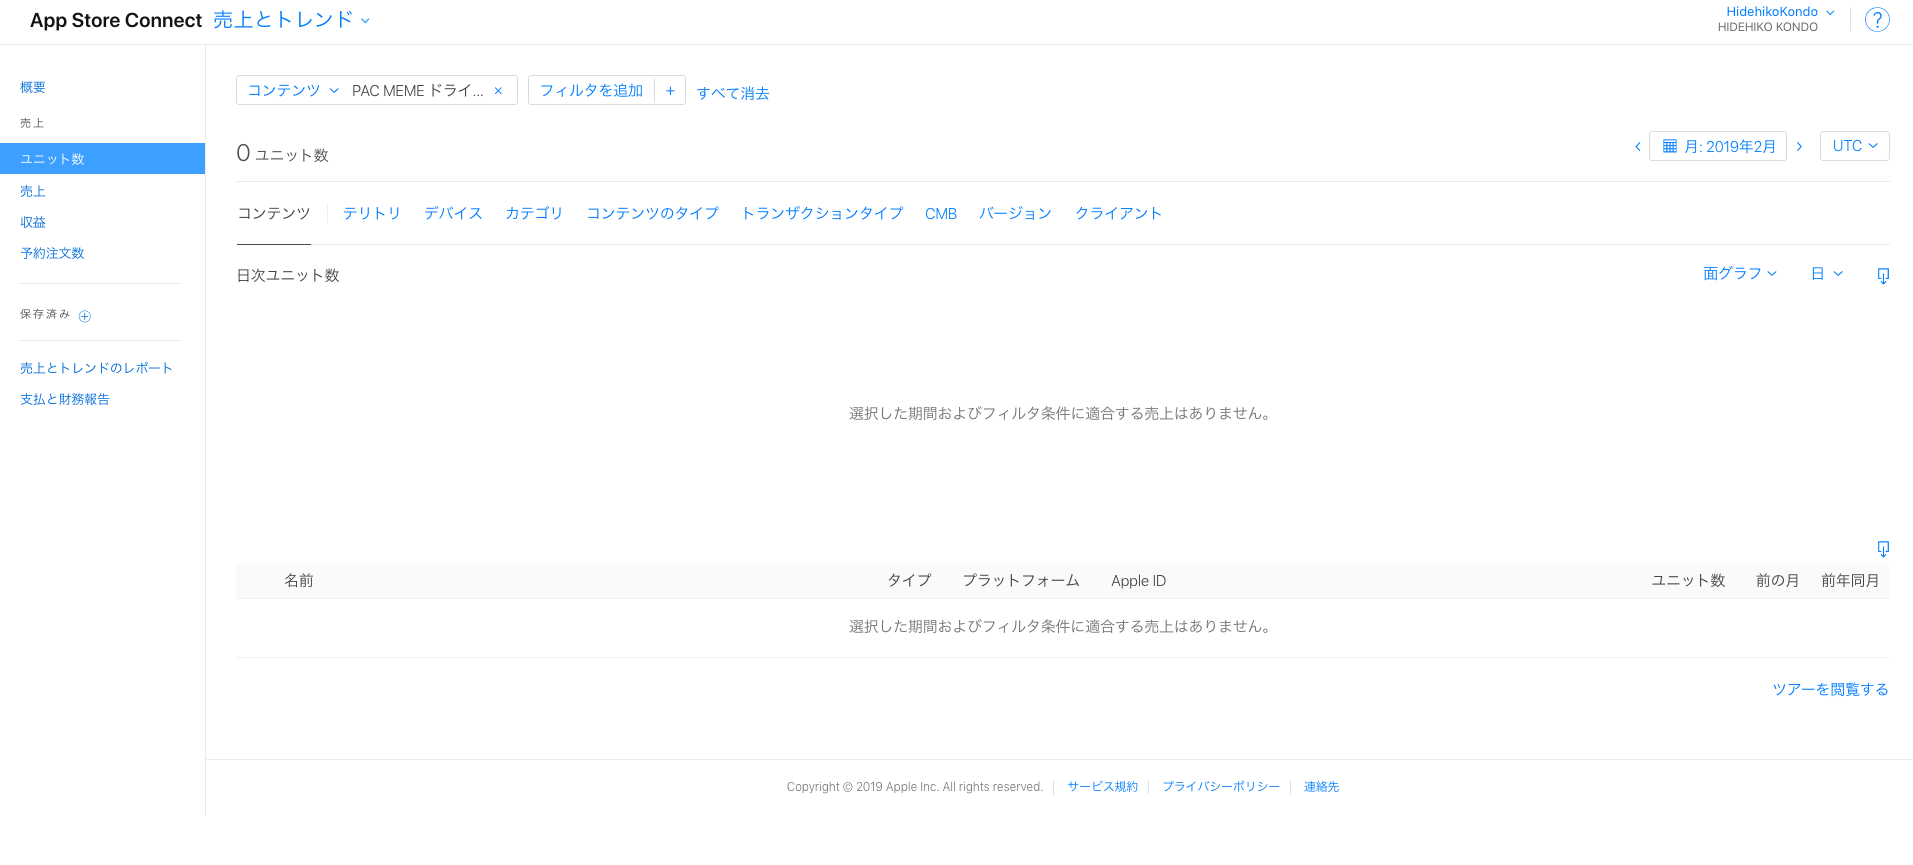 App Store Connect 売上とトレンド
HidehikoKondo
HIDEHIKO KONDO
?
概要
売上
ユニット数
売上
収益
予約注文数
保存済み
売上とトレンドのレポート
支払と財務報告
コンテンツ PAC MEME ドライ... × フィルタを追加 + すべて消去
0 ユニット数
月: 2019年2月 UTC
コンテンツ テリトリ デバイス カテゴリ コンテンツのタイプ トランザクションタイプ CMB バージョン クライアント
日次ユニット数 面グラフ 日
選択した期間およびフィルタ条件に適合する売上はありません。
名前 タイプ プラットフォーム Apple ID ユニット数 前の月 前年同月
選択した期間およびフィルタ条件に適合する売上はありません。
ツアーを閲覧する
Copyright © 2019 Apple Inc. All rights reserved. サービス規約 プライバシーポリシー 連絡先